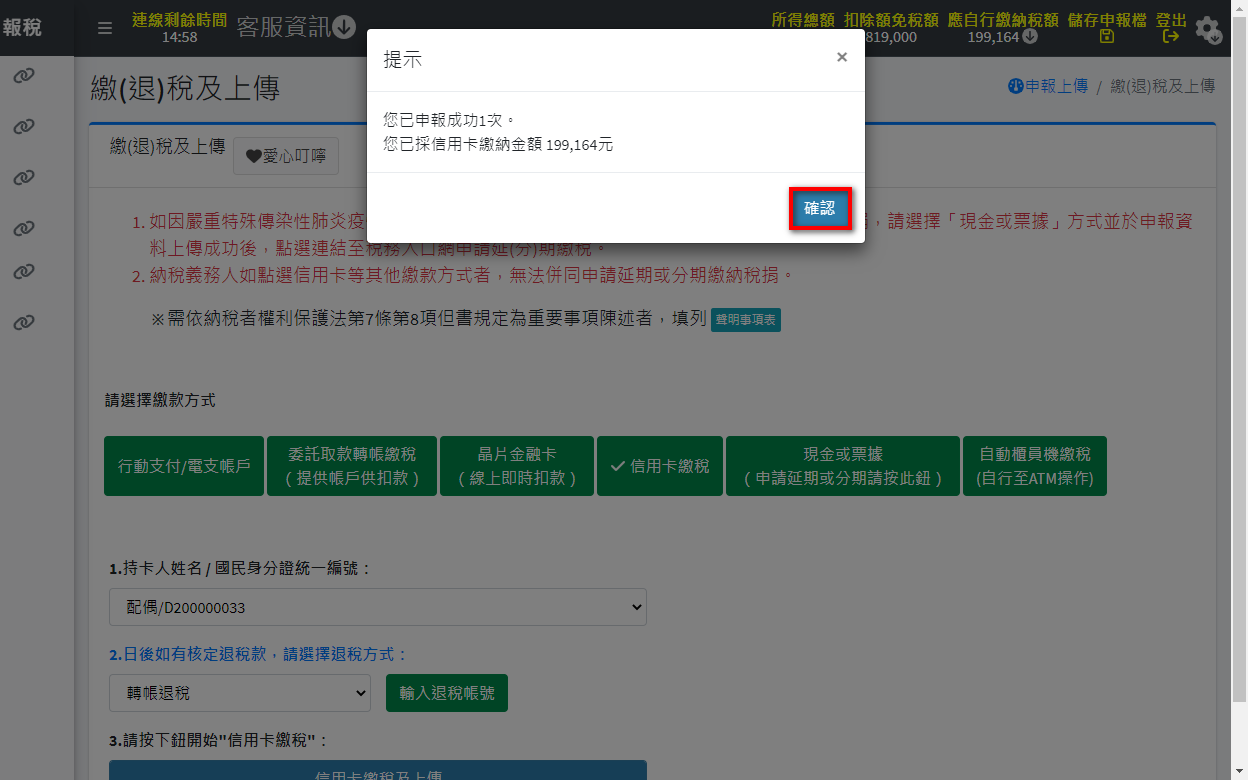 報稅
連線剩餘時間
14:58
客服資訊
所得總額 扣除額免稅額 應自行繳納稅額 儲存申報檔 登出
819,000 199,164
提示
×
您已申報成功1次。
您已採信用卡繳納金額 199,164元
確認
繳(退)稅及上傳
申報上傳 / 繳(退)稅及上傳
繳(退)稅及上傳 愛心叮嚀
1. 如因嚴重特殊傳染性肺炎疫
，請選擇「現金或票據」方式並於申報資
料上傳成功後，點選連結至稅務入口網申請延(分)期繳稅。
2. 納稅義務人如點選信用卡等其他繳款方式者，無法併同申請延期或分期繳納稅捐。
※需依納稅者權利保護法第7條第8項但書規定為重要事項陳述者，填列 聲明事項表
請選擇繳款方式
行動支付/電支帳戶
委託取款轉帳繳稅
（提供帳戶供扣款）
晶片金融卡
（線上即時扣款）
信用卡繳稅
現金或票據
（申請延期或分期請按此鈕）
自動櫃員機繳稅
(自行至ATM操作)
1.持卡人姓名 / 國民身分證統一編號：
配偶/D200000033
2.日後如有核定退稅款，請選擇退稅方式：
轉帳退稅
輸入退稅帳號
3.請按下鈕開始"信用卡繳稅"：
信用卡繳稅及上傳